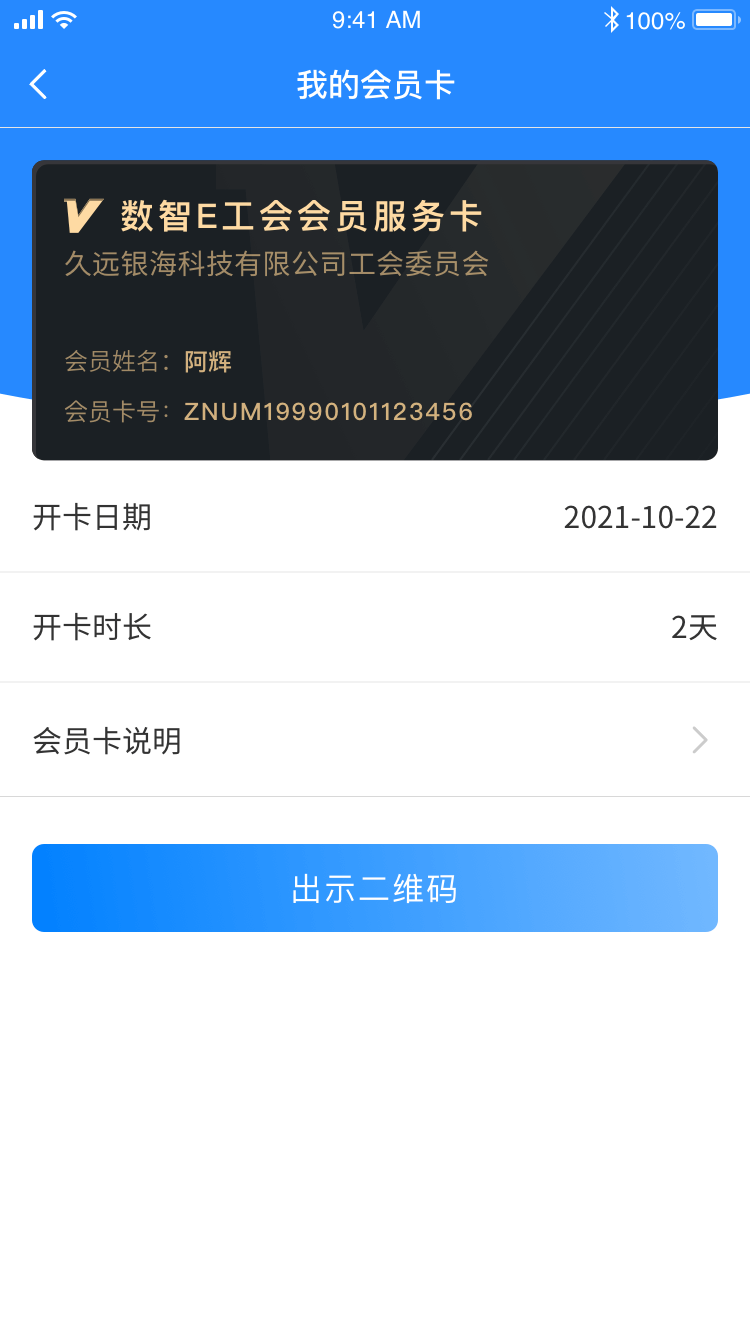 9:41 AM
100%
我的会员卡
数智E工会会员服务卡
久远银海科技有限公司工会委员会
会员姓名：阿辉
会员卡号：ZNUM19990101123456
开卡日期 2021-10-22
开卡时长 2天
会员卡说明
出示二维码